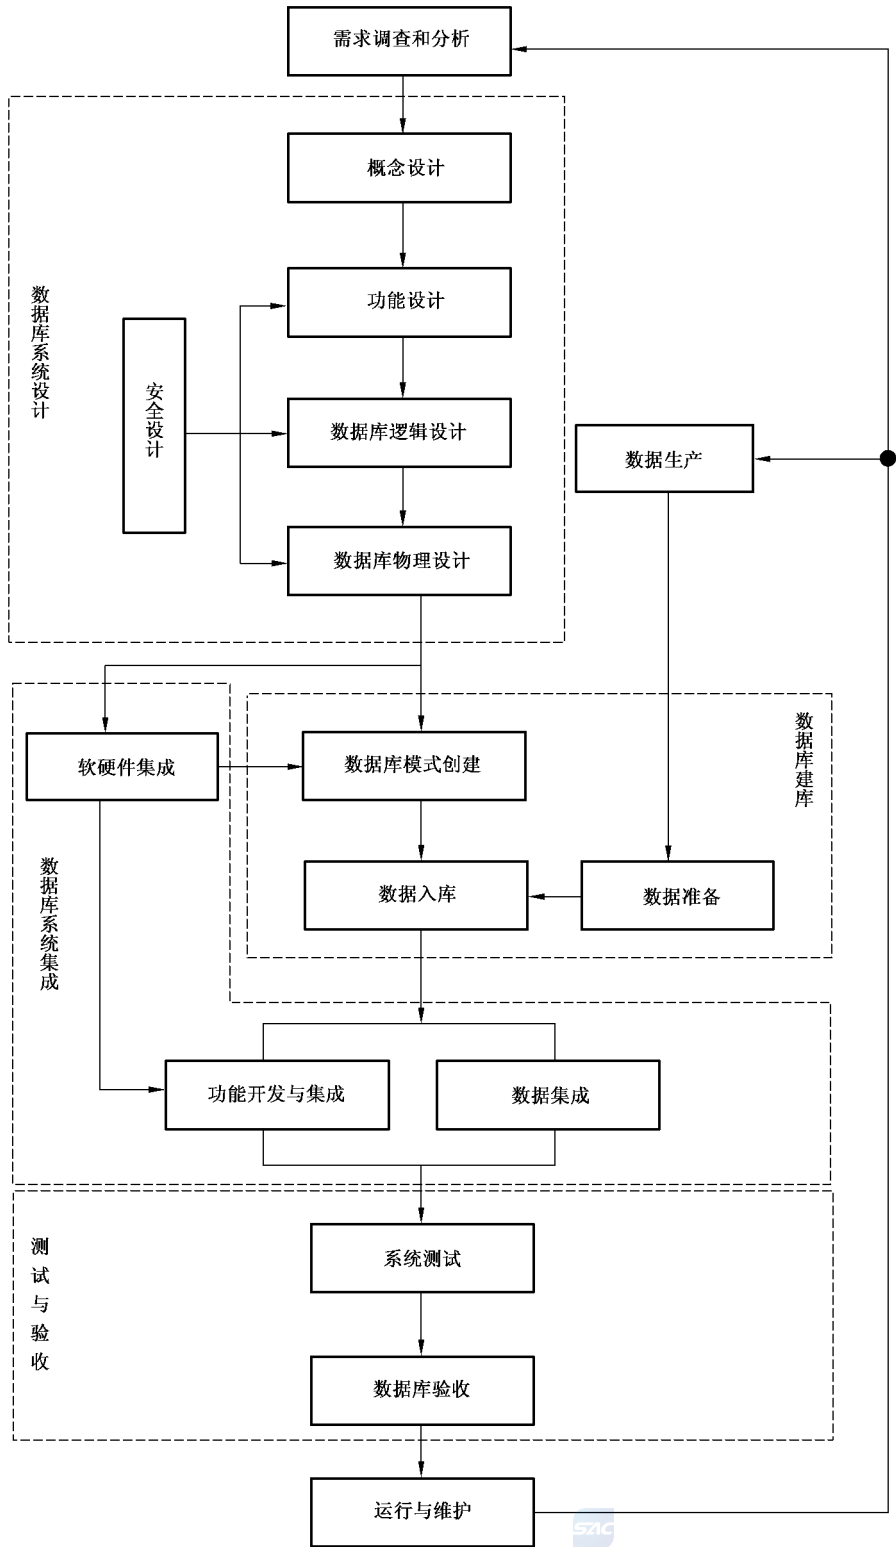 需求调查和分析
概念设计
功能设计
数据库系统设计
安全设计
数据库逻辑设计
数据生产
数据库物理设计
数据库建库
软硬件集成
数据库模式创建
数据库系统集成
数据入库
数据准备
功能开发与集成
数据集成
测试与验收
系统测试
数据库验收
运行与维护
SAC